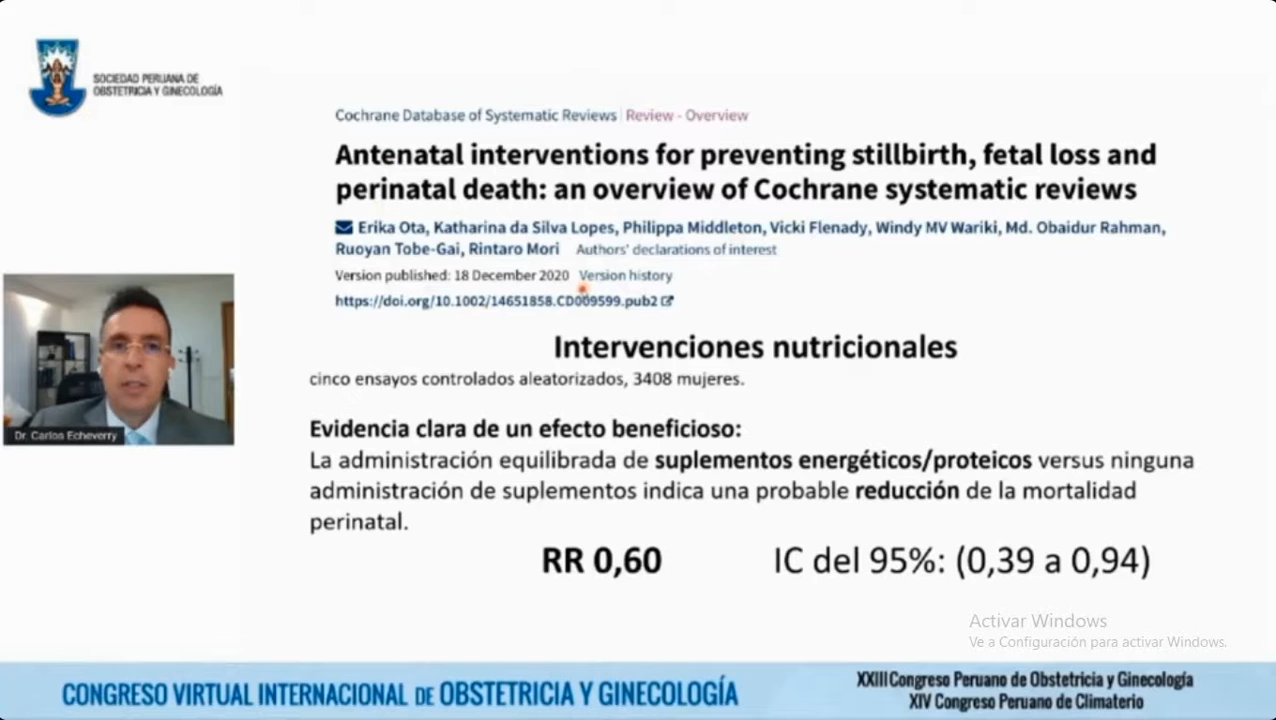 SOCIEDAD PERUANA DE
OBSTETRICIA Y GINECOLOGÍA
Cochrane Database of Systematic Reviews | Review - Overview
Antenatal interventions for preventing stillbirth, fetal loss and
perinatal death: an overview of Cochrane systematic reviews
Erika Ota, Katharina da Silva Lopes, Philippa Middleton, Vicki Flenady, Windy MV Wariki, Md. Obaidur Rahman,
Ruoyan Tobe-Gai, Rintaro Mori Authors' declarations of interest
Version published: 18 December 2020 Version history
https://doi.org/10.1002/14651858.CD009599.pub2
Intervenciones nutricionales
cinco ensayos controlados aleatorizados, 3408 mujeres.
Evidencia clara de un efecto beneficioso:
La administración equilibrada de suplementos energéticos/proteicos versus ninguna
administración de suplementos indica una probable reducción de la mortalidad
perinatal.
RR 0,60 IC del 95%: (0,39 a 0,94)
Dr. Carlos Echeverry
Activar Windows
Ve a Configuración para activar Windows.
CONGRESO VIRTUAL INTERNACIONAL DE OBSTETRICIA Y GINECOLOGÍA
XXIII Congreso Peruano de Obstetricia y Ginecología
XIV Congreso Peruano de Climaterio